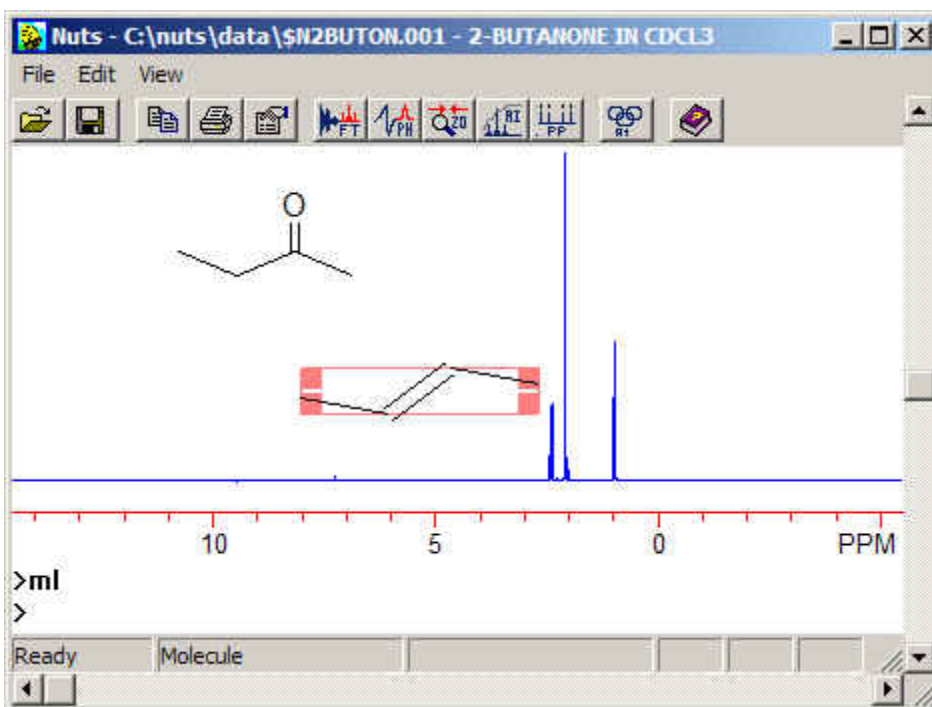 Nuts - C:\nuts\data\$N2BUTON.001 - 2-BUTANONE IN CDCL3
File Edit View
FT PH ZO RI PP
O
10 5 0 PPM
>ml
>
Ready Molecule